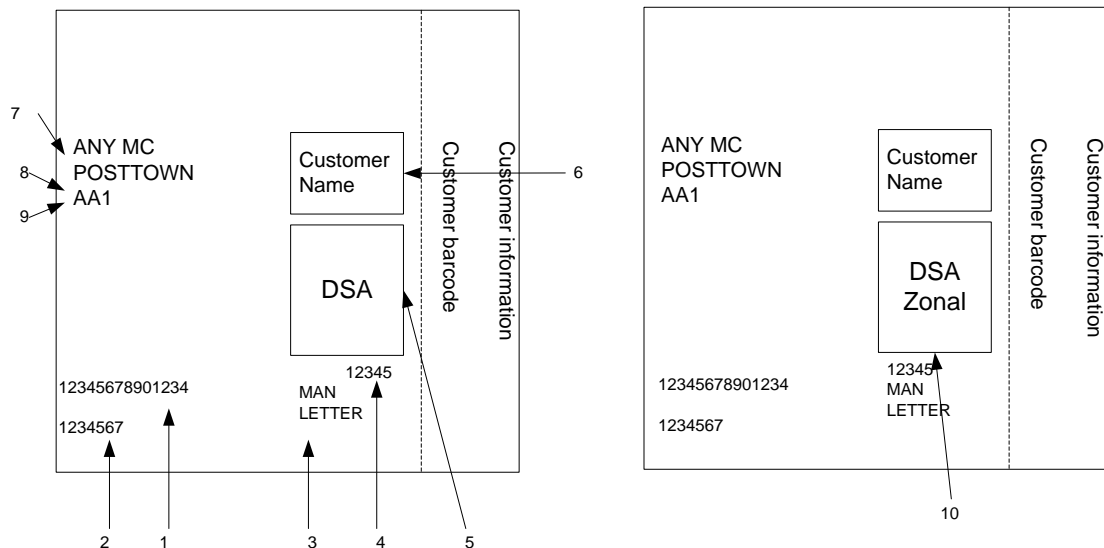 7
ANY MC
POSTTOWN
AA1
8
9
Customer
Name
6
DSA
Customer barcode
Customer information
12345678901234
12345
MAN
LETTER
1234567
2
1
3
4
5
ANY MC
POSTTOWN
AA1
Customer
Name
DSA
Zonal
Customer barcode
Customer information
12345678901234
12345
MAN
LETTER
1234567
10